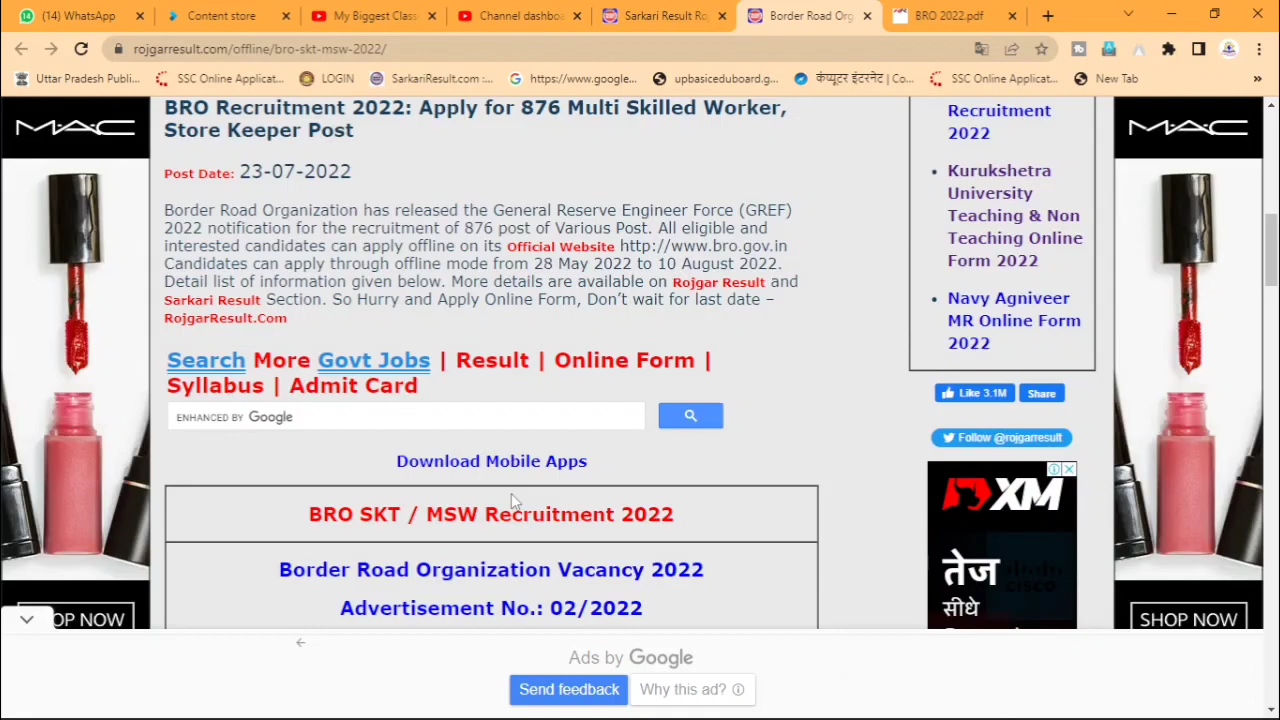 (14) WhatsApp
Content store
My Biggest Class
Channel dashboa
Sarkari Result Ro
Border Road Org
BRO 2022.pdf
rojgarresult.com/offline/bro-skt-msw-2022/
Uttar Pradesh Publi...
SSC Online Applicat...
LOGIN
SarkariResult.com :...
https://www.google...
upbasiceduboard.g...
कंप्यूटर इंटरनेट | Co...
SSC Online Applicat...
New Tab
»
BRO Recruitment 2022: Apply for 876 Multi Skilled Worker,
Store Keeper Post
Post Date: 23-07-2022
Border Road Organization has released the General Reserve Engineer Force (GREF)
2022 notification for the recruitment of 876 post of Various Post. All eligible and
interested candidates can apply offline on its Official Website http://www.bro.gov.in
Candidates can apply through offline mode from 28 May 2022 to 10 August 2022.
Detail list of information given below. More details are available on Rojgar Result and
Sarkari Result Section. So Hurry and Apply Online Form, Don’t wait for last date –
RojgarResult.Com
Search More Govt Jobs | Result | Online Form |
Syllabus | Admit Card
ENHANCED BY Google
Download Mobile Apps
BRO SKT / MSW Recruitment 2022
Border Road Organization Vacancy 2022
Advertisement No.: 02/2022
Recruitment
2022
• Kurukshetra
University
Teaching & Non
Teaching Online
Form 2022
• Navy Agniveer
MR Online Form
2022
Like 3.1M
Share
Follow @rojgarresult
XM
तेज
सीधे
MAC
OP NOW
MAC
SHOP NOW
Ads by Google
Send feedback
Why this ad?